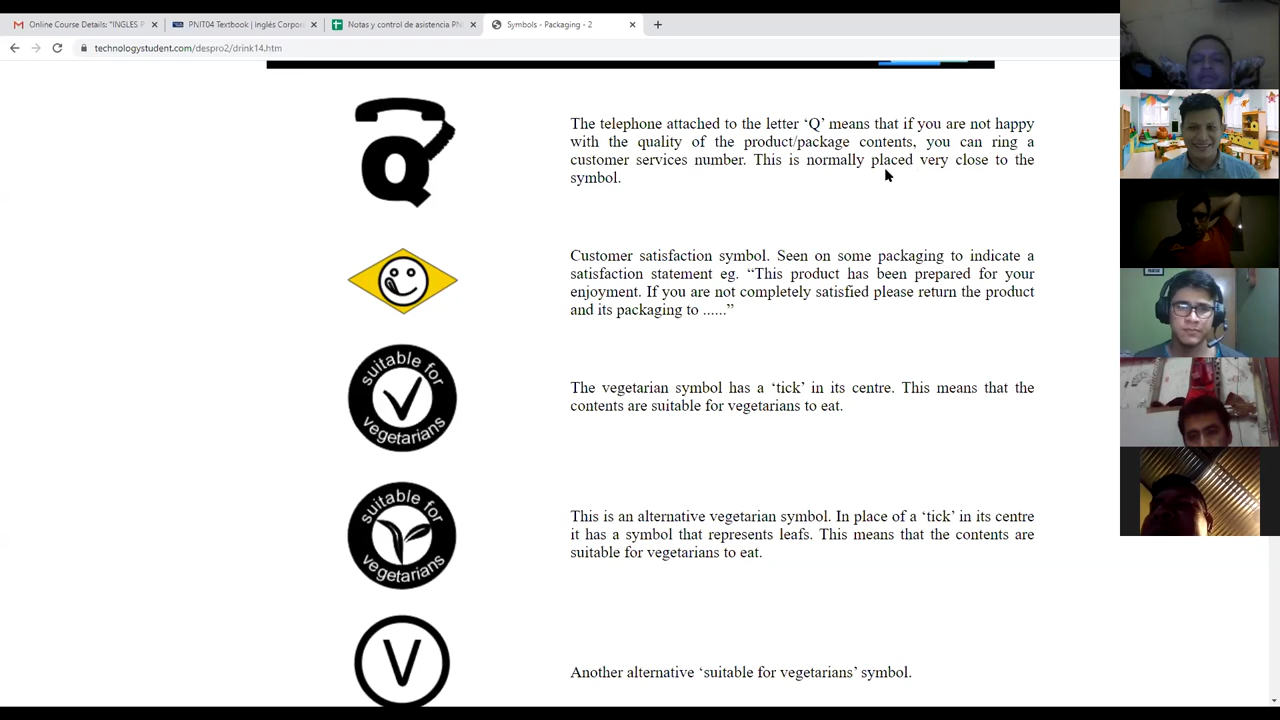 Online Course Details: "INGLES P
PNIT04 Textbook | Inglés Corpor
Notas y control de asistencia PN
Symbols - Packaging - 2
technologystudent.com/despro2/drink14.htm
Q
The telephone attached to the letter ‘Q’ means that if you are not happy
with the quality of the product/package contents, you can ring a
customer services number. This is normally placed very close to the
symbol.
Customer satisfaction symbol. Seen on some packaging to indicate a
satisfaction statement eg. “This product has been prepared for your
enjoyment. If you are not completely satisfied please return the product
and its packaging to ......”
suitable for
vegetarians
The vegetarian symbol has a ‘tick’ in its centre. This means that the
contents are suitable for vegetarians to eat.
suitable for
vegetarians
This is an alternative vegetarian symbol. In place of a ‘tick’ in its centre
it has a symbol that represents leafs. This means that the contents are
suitable for vegetarians to eat.
V
Another alternative ‘suitable for vegetarians’ symbol.